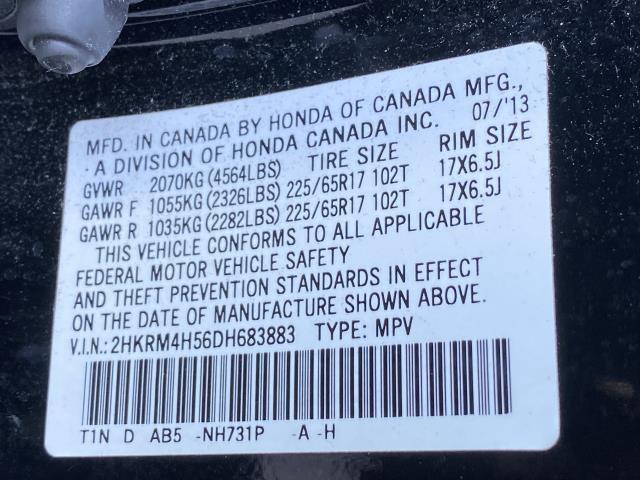 MFD. IN CANADA BY HONDA OF CANADA MFG.,
A DIVISION OF HONDA CANADA INC. 07/'13
GVWR 2070KG (4564LBS) TIRE SIZE RIM SIZE
GAWR F 1055KG (2326LBS) 225/65R17 102T 17X6.5J
GAWR R 1035KG (2282LBS) 225/65R17 102T 17X6.5J
THIS VEHICLE CONFORMS TO ALL APPLICABLE
FEDERAL MOTOR VEHICLE SAFETY
AND THEFT PREVENTION STANDARDS IN EFFECT
ON THE DATE OF MANUFACTURE SHOWN ABOVE.
V.I.N.: 2HKRM4H56DH683883 TYPE: MPV
T1N D AB5 -NH731P -A -H